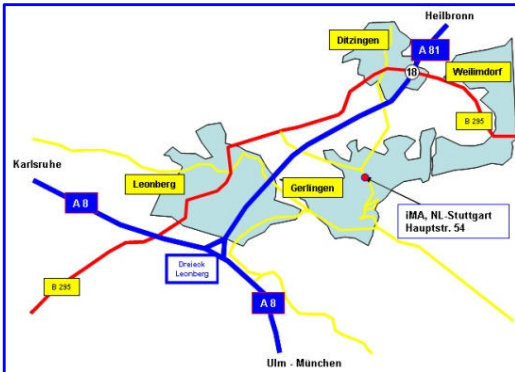 Heilbronn
Ditzingen
A 81
18
Weilimdorf
B 295
Karlsruhe
A 8
Leonberg
Gerlingen
iMA, NL-Stuttgart
Hauptstr. 54
Dreieck
Leonberg
B 295
A 8
Ulm - München